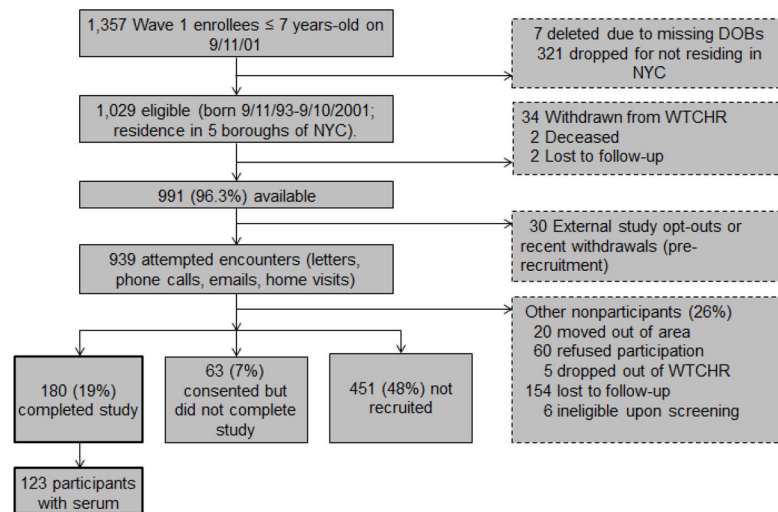 1,357 Wave 1 enrollees ≤ 7 years-old on
9/11/01
7 deleted due to missing DOBs
321 dropped for not residing in
NYC
1,029 eligible (born 9/11/93-9/10/2001;
residence in 5 boroughs of NYC).
34 Withdrawn from WTCHR
2 Deceased
2 Lost to follow-up
991 (96.3%) available
30 External study opt-outs or
recent withdrawals (pre-
recruitment)
939 attempted encounters (letters,
phone calls, emails, home visits)
Other nonparticipants (26%)
20 moved out of area
60 refused participation
5 dropped out of WTCHR
154 lost to follow-up
6 ineligible upon screening
180 (19%)
completed study
63 (7%)
consented but
did not complete
study
451 (48%) not
recruited
123 participants
with serum